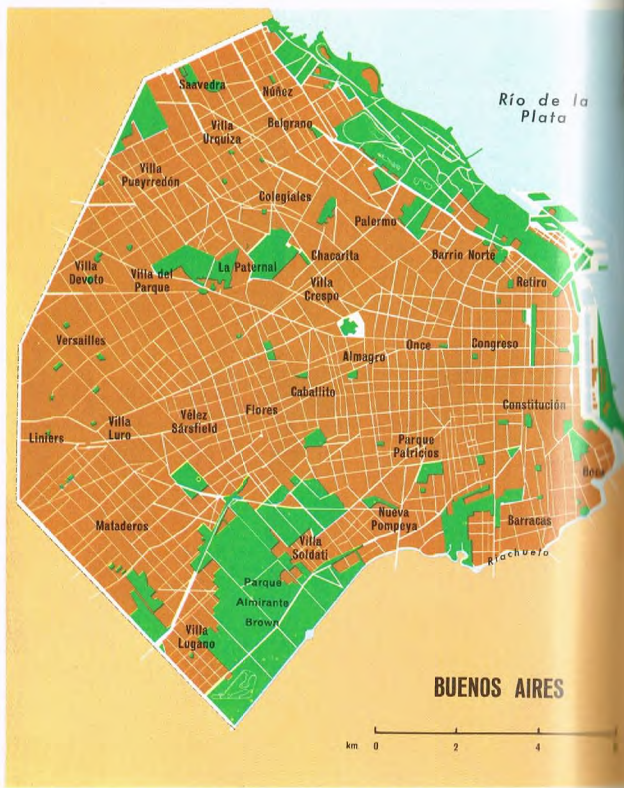 Saavedra
Núñez
Río de la
Plata
Villa
Urquiza
Belgrano
Villa
Pueyrredón
Colegiales
Palermo
Chacarita
Barrio Norte
Villa
Devoto
Villa del
Parque
La Paternal
Villa
Crespo
Retiro
Versailles
Almagro
Once
Congreso
Caballito
Constitución
Flores
Liniers
Villa
Luro
Vélez
Sársfield
Parque
Patricios
Boca
Mataderos
Nueva
Pompeya
Barracas
Villa
Soldati
Riachuelo
Parque
Almirante
Brown
Villa
Lugano
BUENOS AIRES
km 0 2 4 6